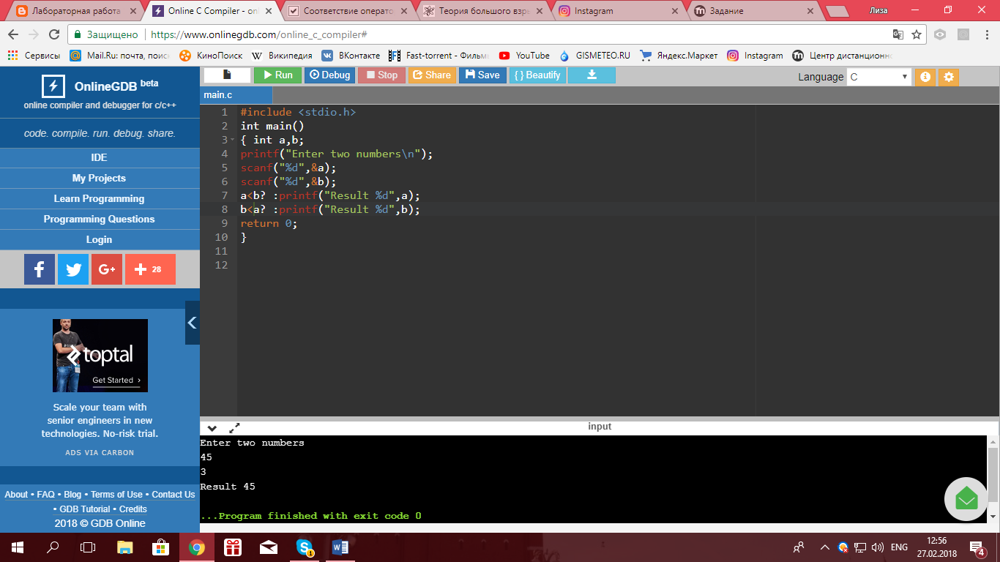 Лабораторная работа
Online C Compiler - onl
Соответствие операто
Теория большого взры
Instagram
Задание
Лиза
Защищено
https://www.onlinegdb.com/online_c_compiler#
Сервисы
Mail.Ru: почта, поиск
КиноПоиск
Википедия
ВКонтакте
Fast-torrent - Фильмы
YouTube
GISMETEO.RU
Яндекс.Маркет
Instagram
Центр дистанционно
OnlineGDB beta
online compiler and debugger for c/c++
code. compile. run. debug. share.
IDE
My Projects
Learn Programming
Programming Questions
Login
28
toptal
Get Started ›
Scale your team with
senior engineers in new
technologies. No-risk trial.
ADS VIA CARBON
About • FAQ • Blog • Terms of Use • Contact Us
• GDB Tutorial • Credits
2018 © GDB Online
Run Debug Stop Share Save { } Beautify
Language C
main.c
1 #include <stdio.h>
2 int main()
3 { int a,b;
4 printf("Enter two numbers\n");
5 scanf("%d",&a);
6 scanf("%d",&b);
7 a<b? :printf("Result %d",a);
8 b<a? :printf("Result %d",b);
9 return 0;
10 }
11
12
input
Enter two numbers
45
3
Result 45
...Program finished with exit code 0
ENG
12:56
27.02.2018
4